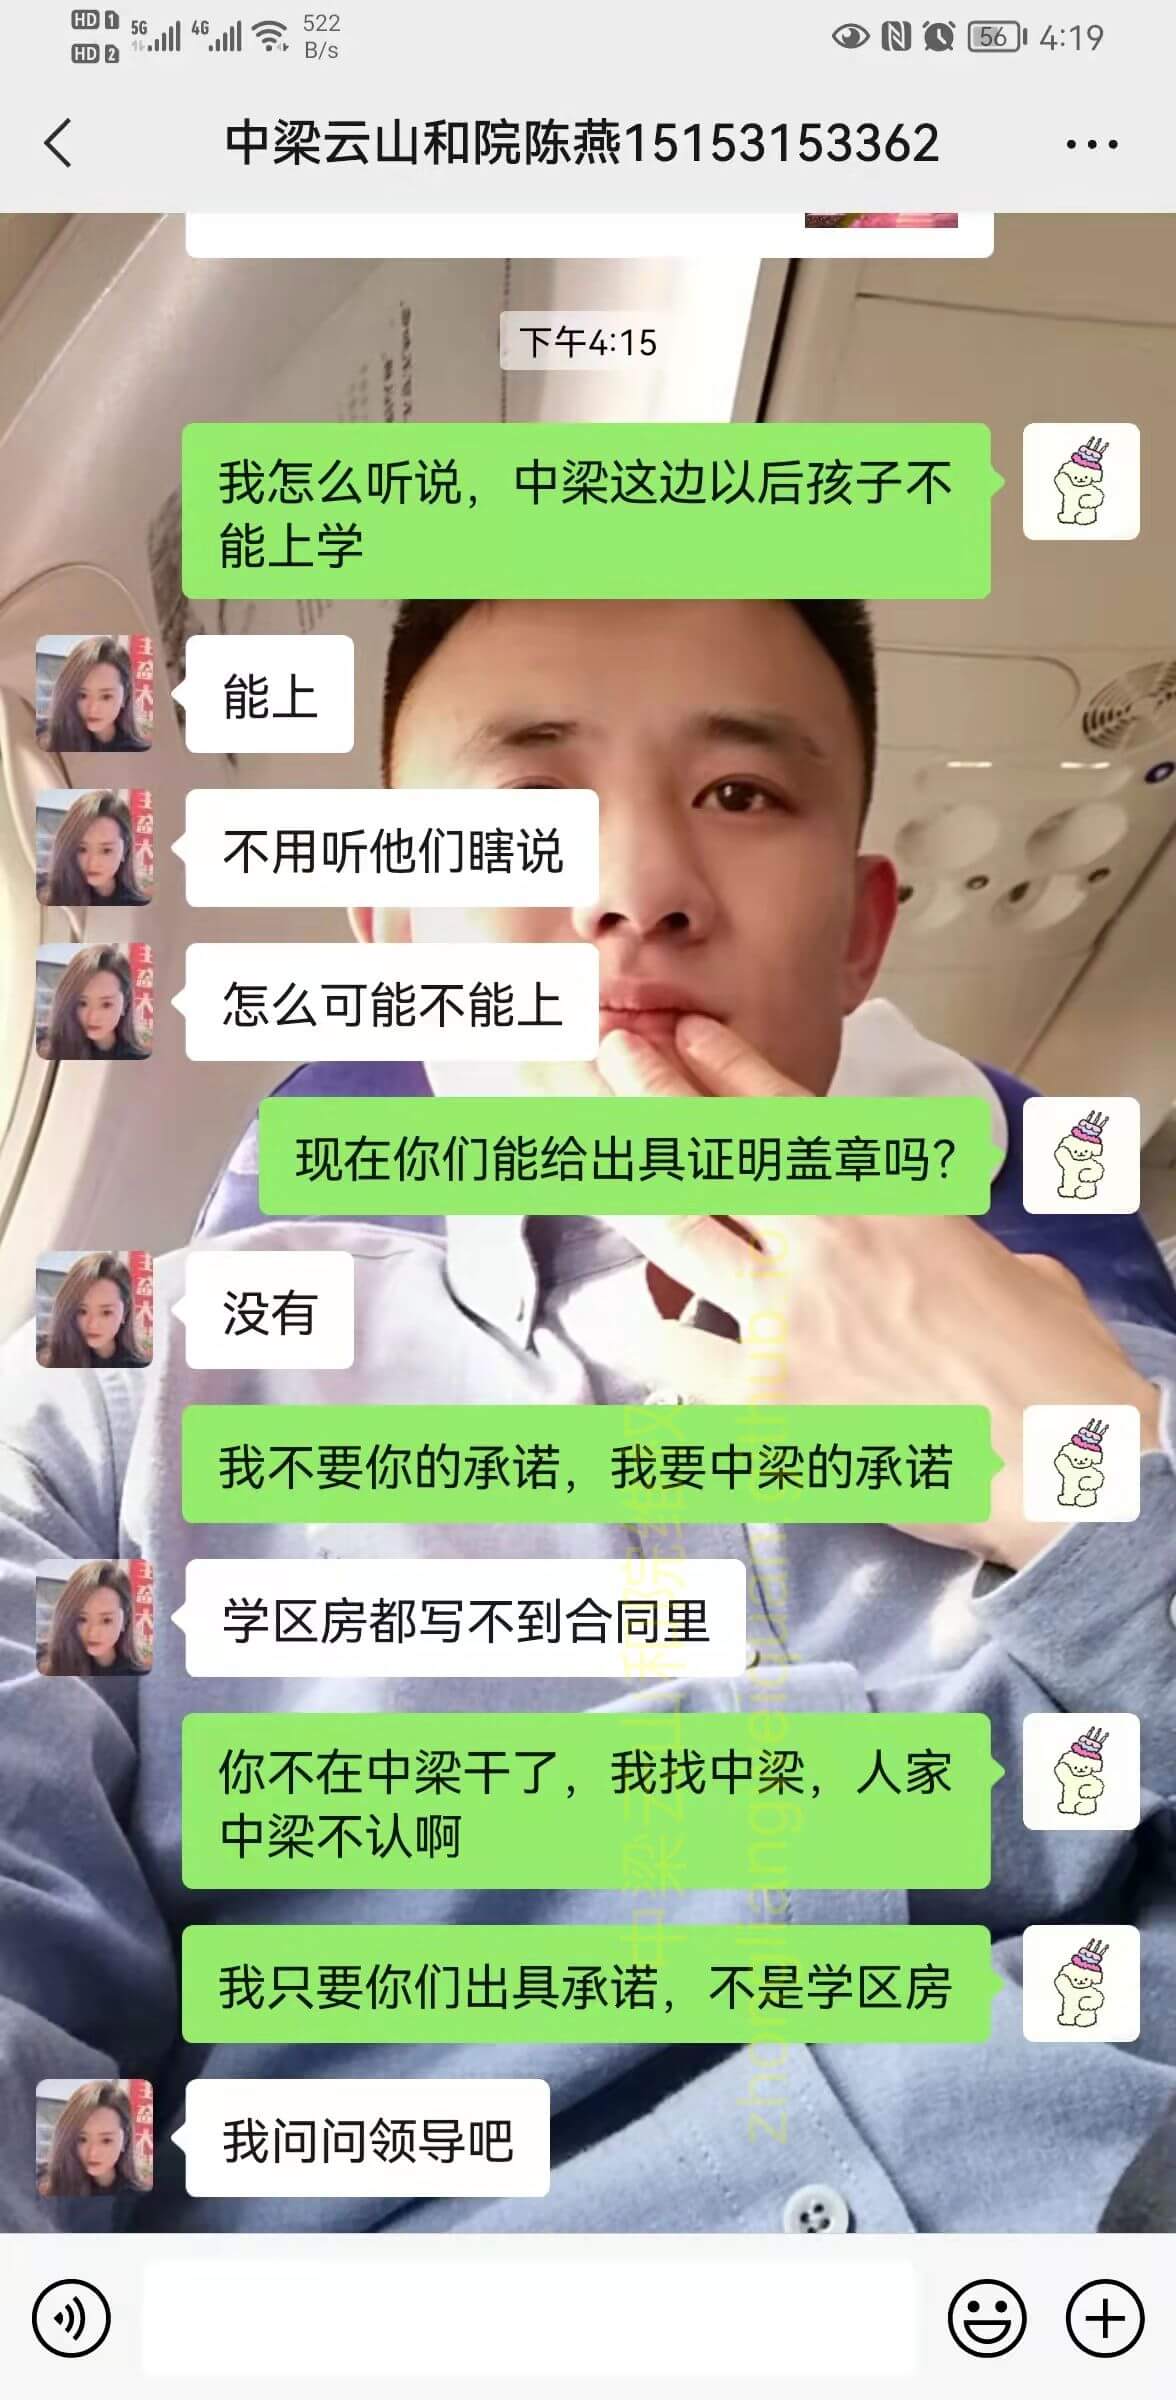 HD 1 5G 4G 522
HD 2 B/s
56 4:19
中梁云山和院陈燕15153153362
下午4:15
我怎么听说，中梁这边以后孩子不
能上学
能上
不用听他们瞎说
怎么可能不能上
现在你们能给出具证明盖章吗?
没有
我不要你的承诺，我要中梁的承诺
学区房都写不到合同里
你不在中梁干了，我找中梁，人家
中梁不认啊
我只要你们出具承诺，不是学区房
我问问领导吧
中梁云山和院维权
zhongliangweiquan.github.io